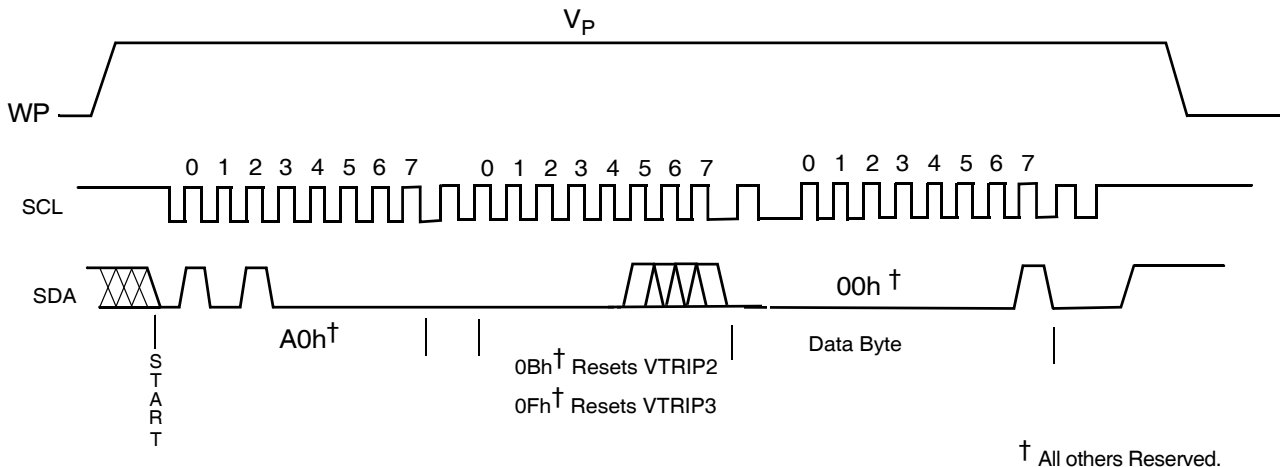 V_P
WP
0 1 2 3 4 5 6 7 0 1 2 3 4 5 6 7 0 1 2 3 4 5 6 7
SCL
SDA
00h †
A0h†
Data Byte
START
0Bh† Resets VTRIP2
0Fh† Resets VTRIP3
† All others Reserved.